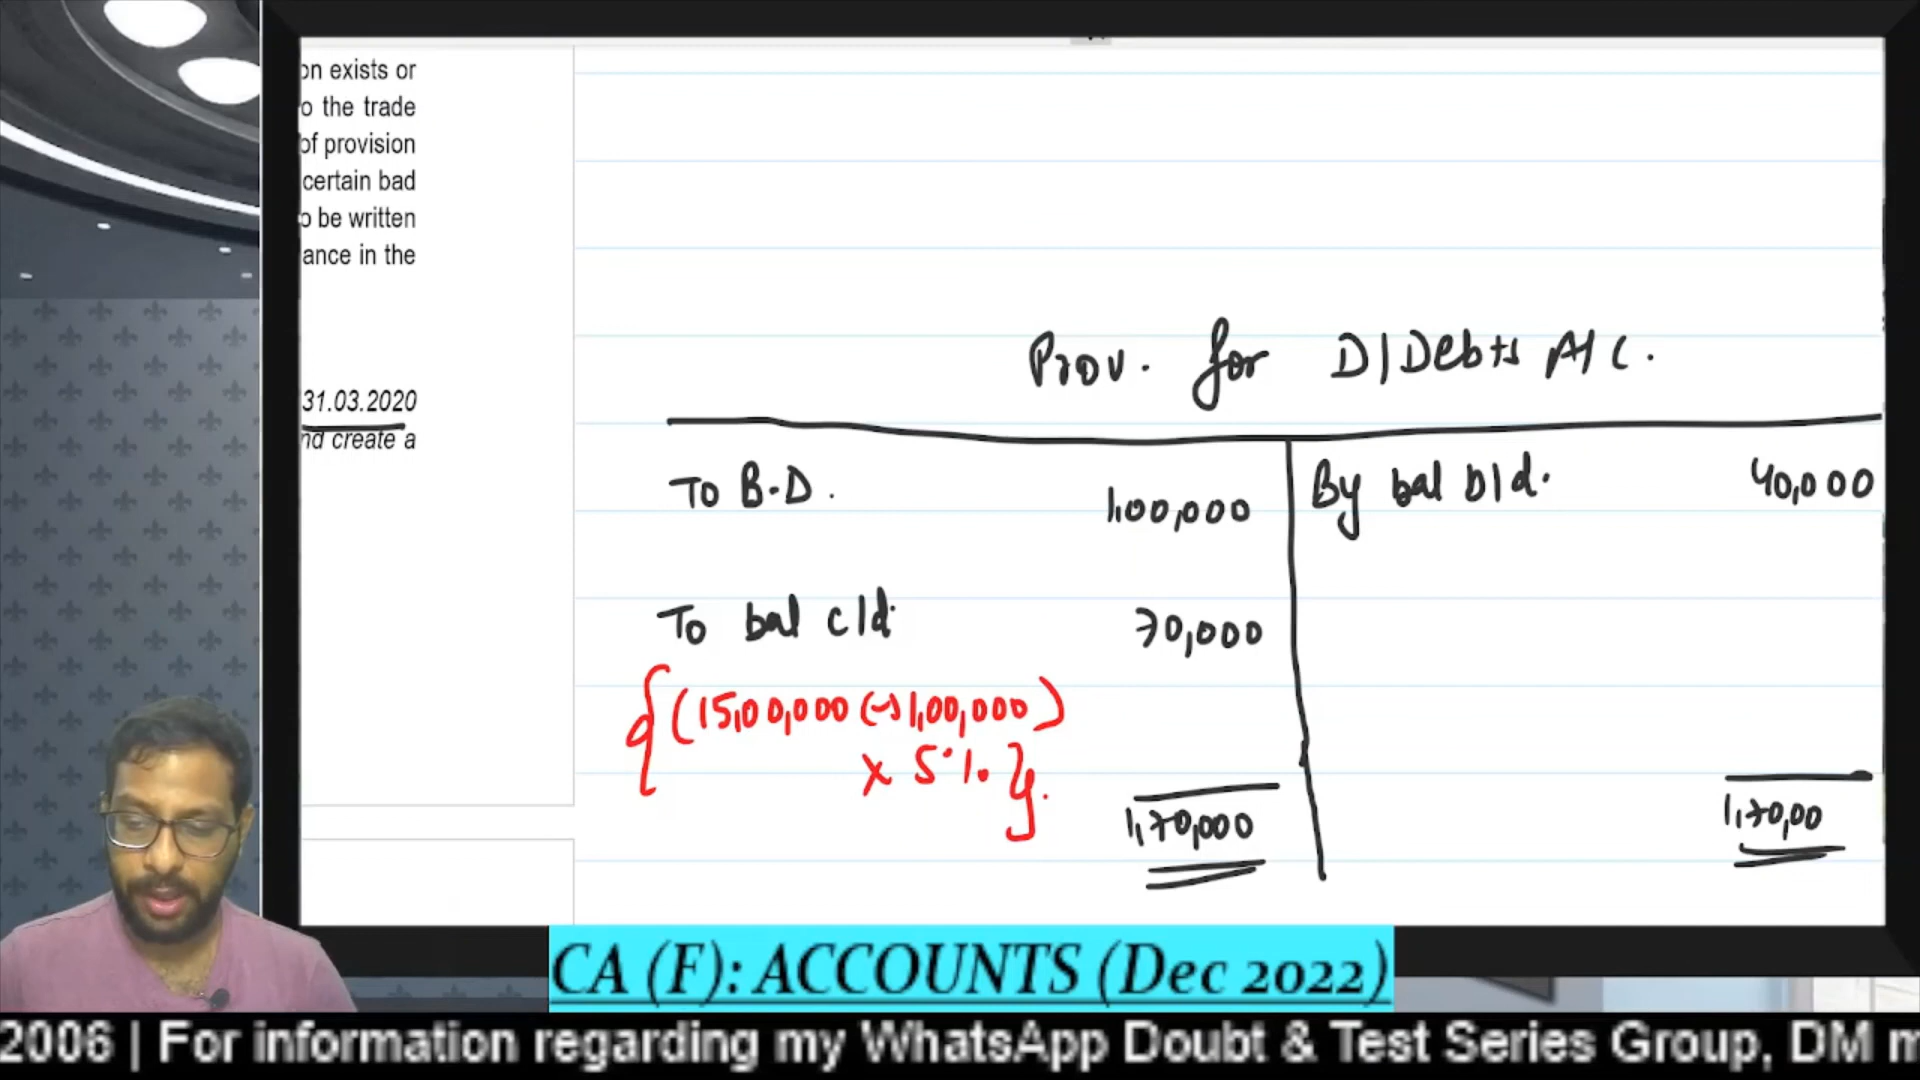 on exists or
o the trade
of provision
certain bad
o be written
ance in the
31.03.2020
nd create a
Prov. for D/Debts A/C.
To B.D. 1,00,000 By bal b/d. 40,000
To bal c/d 70,000
{(15,00,000 (-) 1,00,000)
x 5%}.
1,70,000 1,70,00
CA (F): ACCOUNTS (Dec 2022)
2006 | For information regarding my WhatsApp Doubt & Test Series Group, DM m